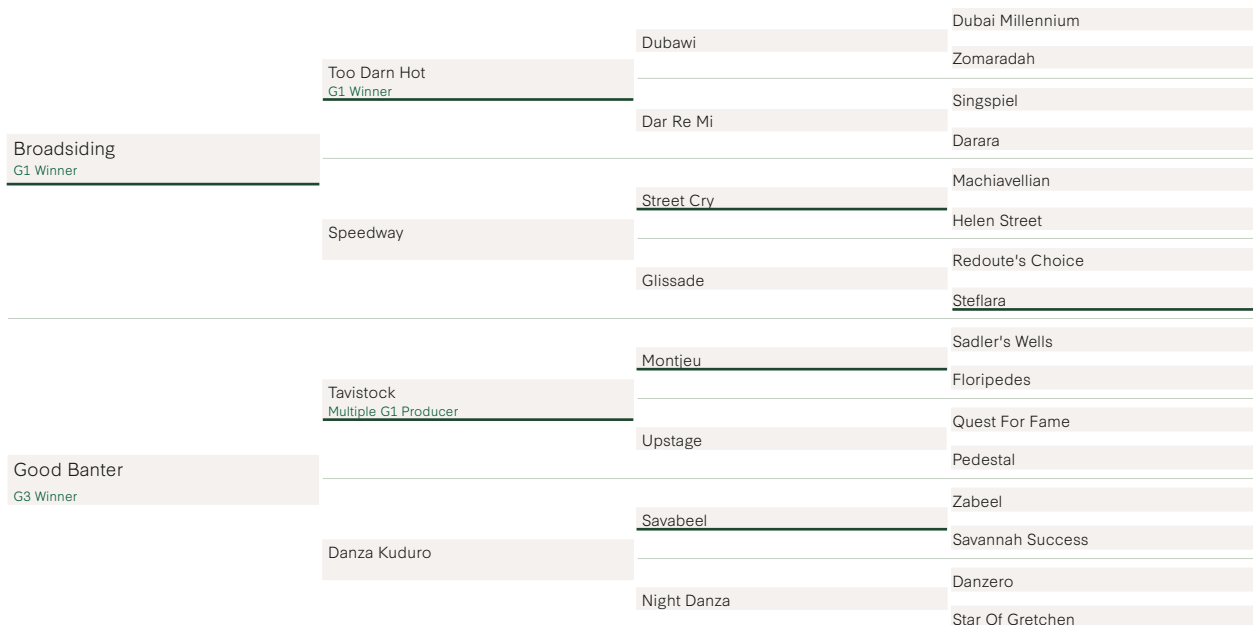 Dubai Millennium
Dubawi
Zomaradah
Too Darn Hot
G1 Winner
Singspiel
Dar Re Mi
Darara
Broadsiding
G1 Winner
Machiavellian
Street Cry
Helen Street
Speedway
Redoute's Choice
Glissade
Steflara
Sadler's Wells
Montjeu
Floripedes
Tavistock
Multiple G1 Producer
Quest For Fame
Upstage
Pedestal
Good Banter
G3 Winner
Zabeel
Savabeel
Savannah Success
Danza Kuduro
Danzero
Night Danza
Star Of Gretchen